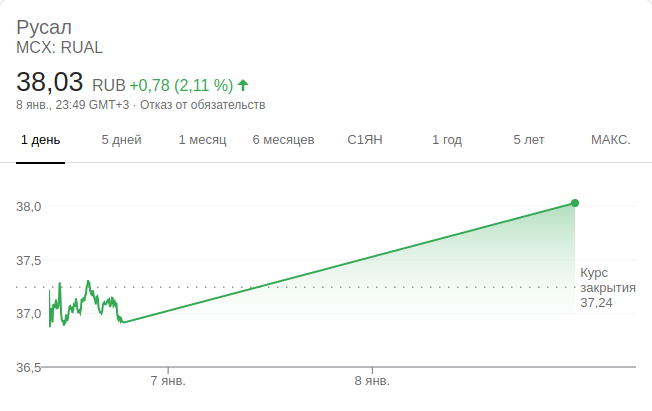 Русал
MCX: RUAL
38,03 RUB +0,78 (2,11 %)
8 янв., 23:49 GMT+3 · Отказ от обязательств
1 день 5 дней 1 месяц 6 месяцев С1ЯН 1 год 5 лет МАКС.
38,0
37,5
Курс
закрытия
37,24
37,0
36,5
7 янв. 8 янв.